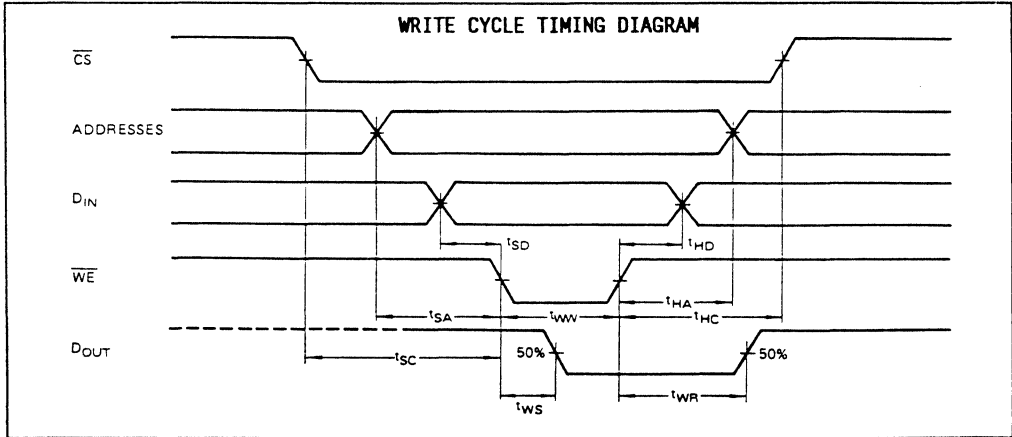 WRITE CYCLE TIMING DIAGRAM
CS
ADDRESSES
DIN
tSD
tHD
WE
tHA
tSA
tWW
tHC
DOUT
50%
50%
tSC
tWS
tWR